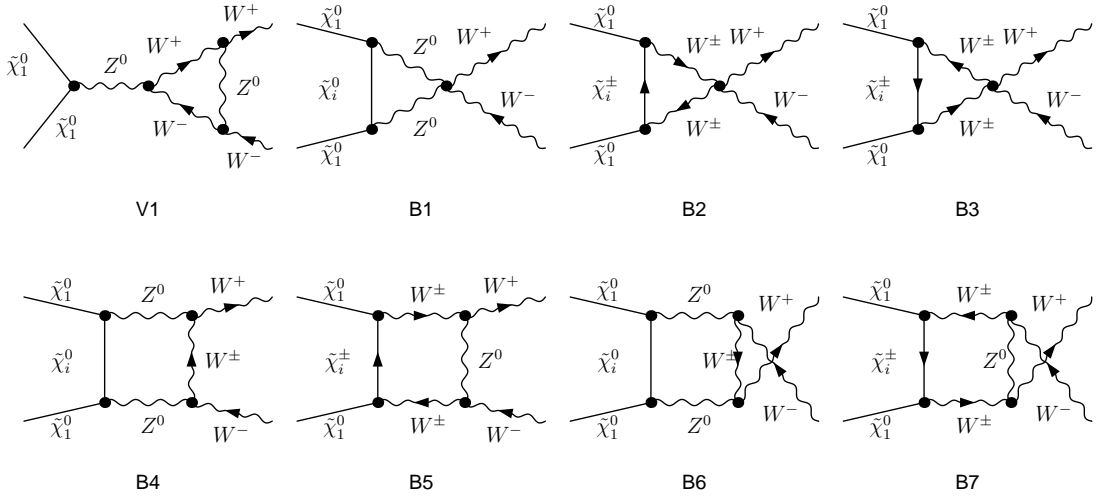 W⁺
χ̃₁⁰ Z⁰ W⁺ Z⁰
χ̃₁⁰ W⁻ W⁻
V1
χ̃₁⁰ Z⁰ W⁺
χ̃ᵢ⁰ W⁻
χ̃₁⁰ Z⁰
B1
χ̃₁⁰ W± W⁺
χ̃ᵢ± W⁻
χ̃₁⁰ W±
B2
χ̃₁⁰ W± W⁺
χ̃ᵢ± W⁻
χ̃₁⁰ W±
B3
χ̃₁⁰ Z⁰ W⁺
χ̃ᵢ⁰ W±
χ̃₁⁰ Z⁰ W⁻
B4
χ̃₁⁰ W± W⁺
χ̃ᵢ± Z⁰
χ̃₁⁰ W± W⁻
B5
χ̃₁⁰ Z⁰ W⁺
χ̃ᵢ⁰ W±
χ̃₁⁰ Z⁰ W⁻
B6
χ̃₁⁰ W± W⁺
χ̃ᵢ± Z⁰
χ̃₁⁰ W± W⁻
B7